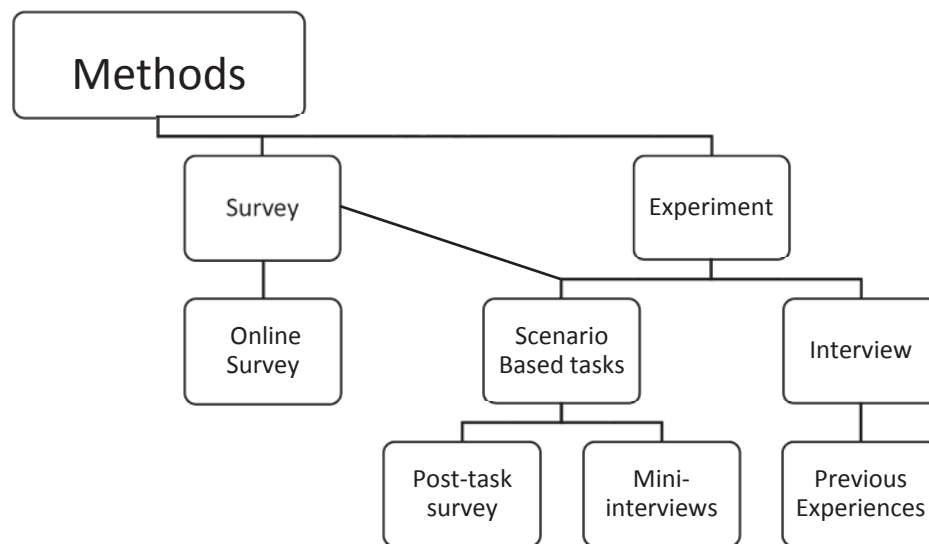 Methods
Survey
Experiment
Online
Survey
Scenario
Based tasks
Interview
Post-task
survey
Mini-
interviews
Previous
Experiences